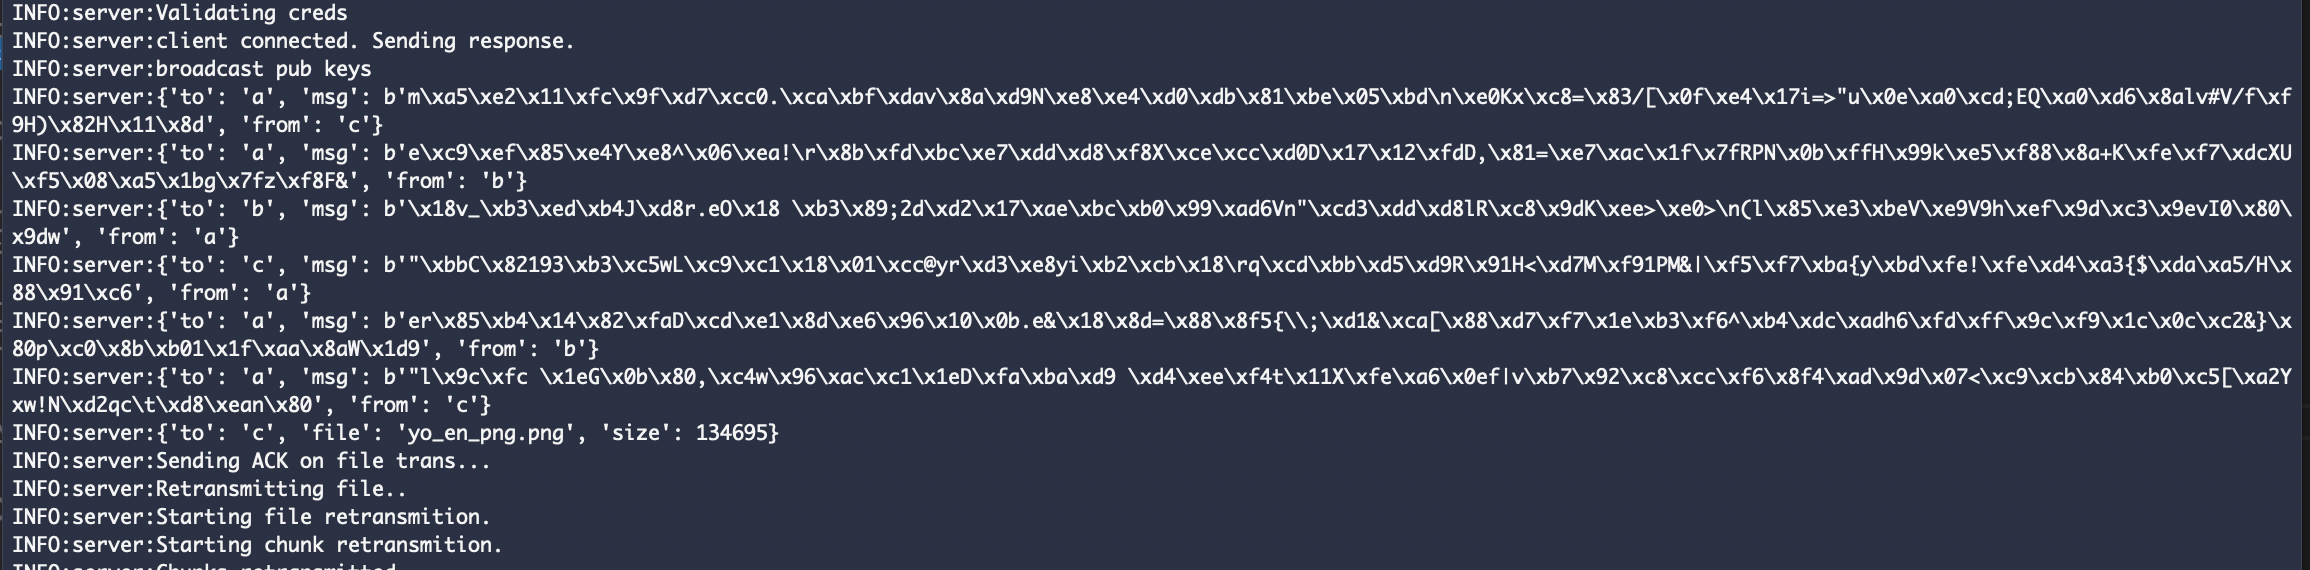 INFO:server:Validating creds
INFO:server:client connected. Sending response.
INFO:server:broadcast pub keys
INFO:server:{'to': 'a', 'msg': b'm\xa5\xe2\x11\xfc\x9f\xd7\xcc0.\xca\xbf\xdav\x8a\xd9N\xe8\xe4\xd0\xdb\x81\xbe\x05\xbd\n\xe0Kx\xc8=\x83/[\x0f\xe4\x17i=>"u\x0e\xa0\xcd;EQ\xa0\xd6\x8alv#V/f\xf
9H)\x82H\x11\x8d', 'from': 'c'}
INFO:server:{'to': 'a', 'msg': b'e\xc9\xef\x85\xe4Y\xe8^\x06\xea!\r\x8b\xfd\xbc\xe7\xdd\xd8\xf8X\xce\xcc\xd0D\x17\x12\xfdD,\x81=\xe7\xac\x1f\x7fRPN\x0b\xffH\x99k\xe5\xf88\x8a+K\xfe\xf7\xdcXU
\xf5\x08\xa5\x1bg\x7fz\xf8F&', 'from': 'b'}
INFO:server:{'to': 'b', 'msg': b'\x18v_\xb3\xed\xb4J\xd8r.eO\x18 \xb3\x89;2d\xd2\x17\xae\xbc\xb0\x99\xad6Vn"\xcd3\xdd\xd8lR\xc8\x9dK\xee>\xe0>\n(l\x85\xe3\xbeV\xe9V9h\xef\x9d\xc3\x9evI0\x80\
x9dw', 'from': 'a'}
INFO:server:{'to': 'c', 'msg': b'"\xbbC\x82193\xb3\xc5wL\xc9\xc1\x18\x01\xcc@yr\xd3\xe8yi\xb2\xcb\x18\rq\xcd\xbb\xd5\xd9R\x91H<\xd7M\xf91PM&|\xf5\xf7\xba{y\xbd\xfe!\xfe\xd4\xa3{$\xda\xa5/H\x
88\x91\xc6', 'from': 'a'}
INFO:server:{'to': 'a', 'msg': b'er\x85\xb4\x14\x82\xfaD\xcd\xe1\x8d\xe6\x96\x10\x0b.e&\x18\x8d=\x88\x8f5{\\;\xd1&\xca[\x88\xd7\xf7\x1e\xb3\xf6^\xb4\xdc\xadh6\xfd\xff\x9c\xf9\x1c\x0c\xc2&}\x
80p\xc0\x8b\xb01\x1f\xaa\x8aW\x1d9', 'from': 'b'}
INFO:server:{'to': 'a', 'msg': b'"l\x9c\xfc \x1eG\x0b\x80,\xc4w\x96\xac\xc1\x1eD\xfa\xba\xd9 \xd4\xee\xf4t\x11X\xfe\xa6\x0ef|v\xb7\x92\xc8\xcc\xf6\x8f4\xad\x9d\x07<\xc9\xcb\x84\xb0\xc5[\xa2Y
xw!N\xd2qc\t\xd8\xean\x80', 'from': 'c'}
INFO:server:{'to': 'c', 'file': 'yo_en_png.png', 'size': 134695}
INFO:server:Sending ACK on file trans...
INFO:server:Retransmitting file..
INFO:server:Starting file retransmition.
INFO:server:Starting chunk retransmition.
INFO:server:Chunks retransmitted